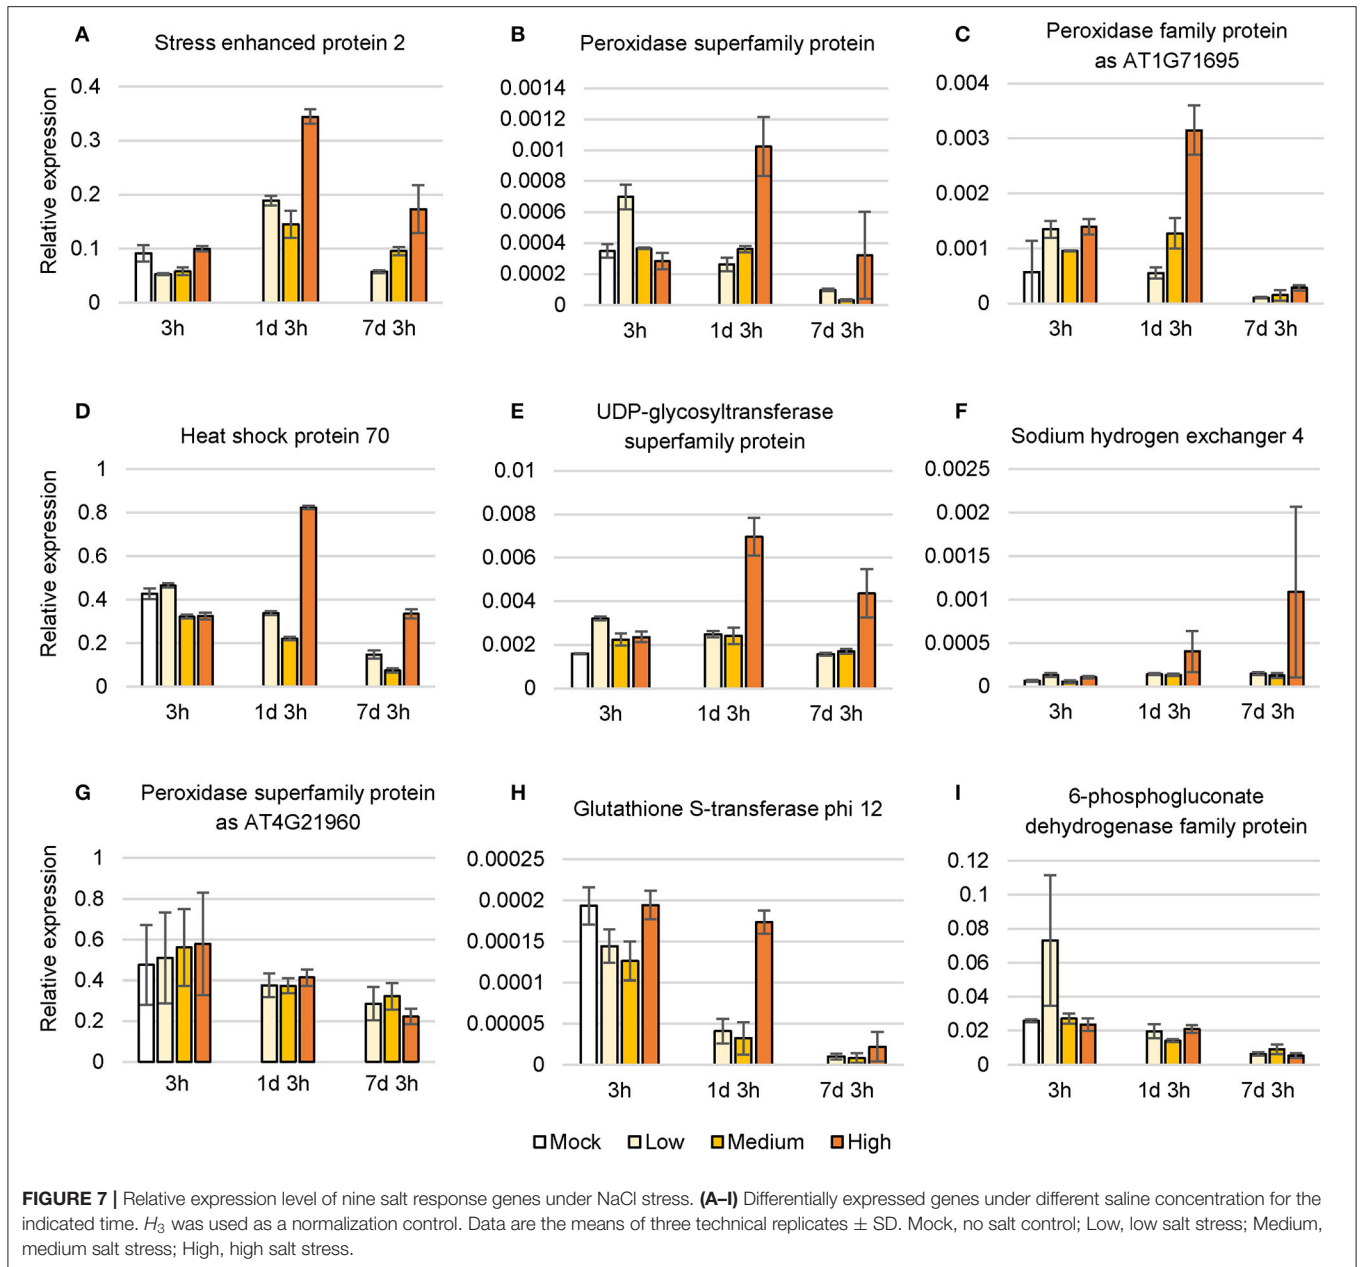 A
Stress enhanced protein 2
Relative expression
0.4
0.3
0.2
0.1
0
3h 1d 3h 7d 3h
B
Peroxidase superfamily protein
0.0014
0.0012
0.001
0.0008
0.0006
0.0004
0.0002
0
3h 1d 3h 7d 3h
C
Peroxidase family protein
as AT1G71695
0.004
0.003
0.002
0.001
0
3h 1d 3h 7d 3h
D
Heat shock protein 70
Relative expression
1
0.8
0.6
0.4
0.2
0
3h 1d 3h 7d 3h
E
UDP-glycosyltransferase
superfamily protein
0.01
0.008
0.006
0.004
0.002
0
3h 1d 3h 7d 3h
F
Sodium hydrogen exchanger 4
0.0025
0.002
0.0015
0.001
0.0005
0
3h 1d 3h 7d 3h
G
Peroxidase superfamily protein
as AT4G21960
Relative expression
1
0.8
0.6
0.4
0.2
0
3h 1d 3h 7d 3h
H
Glutathione S-transferase phi 12
0.00025
0.0002
0.00015
0.0001
0.00005
0
3h 1d 3h 7d 3h
I
6-phosphogluconate
dehydrogenase family protein
0.12
0.1
0.08
0.06
0.04
0.02
0
3h 1d 3h 7d 3h
Mock Low Medium High
FIGURE 7 | Relative expression level of nine salt response genes under NaCl stress. (A–I) Differentially expressed genes under different saline concentration for the
indicated time. H3 was used as a normalization control. Data are the means of three technical replicates ± SD. Mock, no salt control; Low, low salt stress; Medium,
medium salt stress; High, high salt stress.